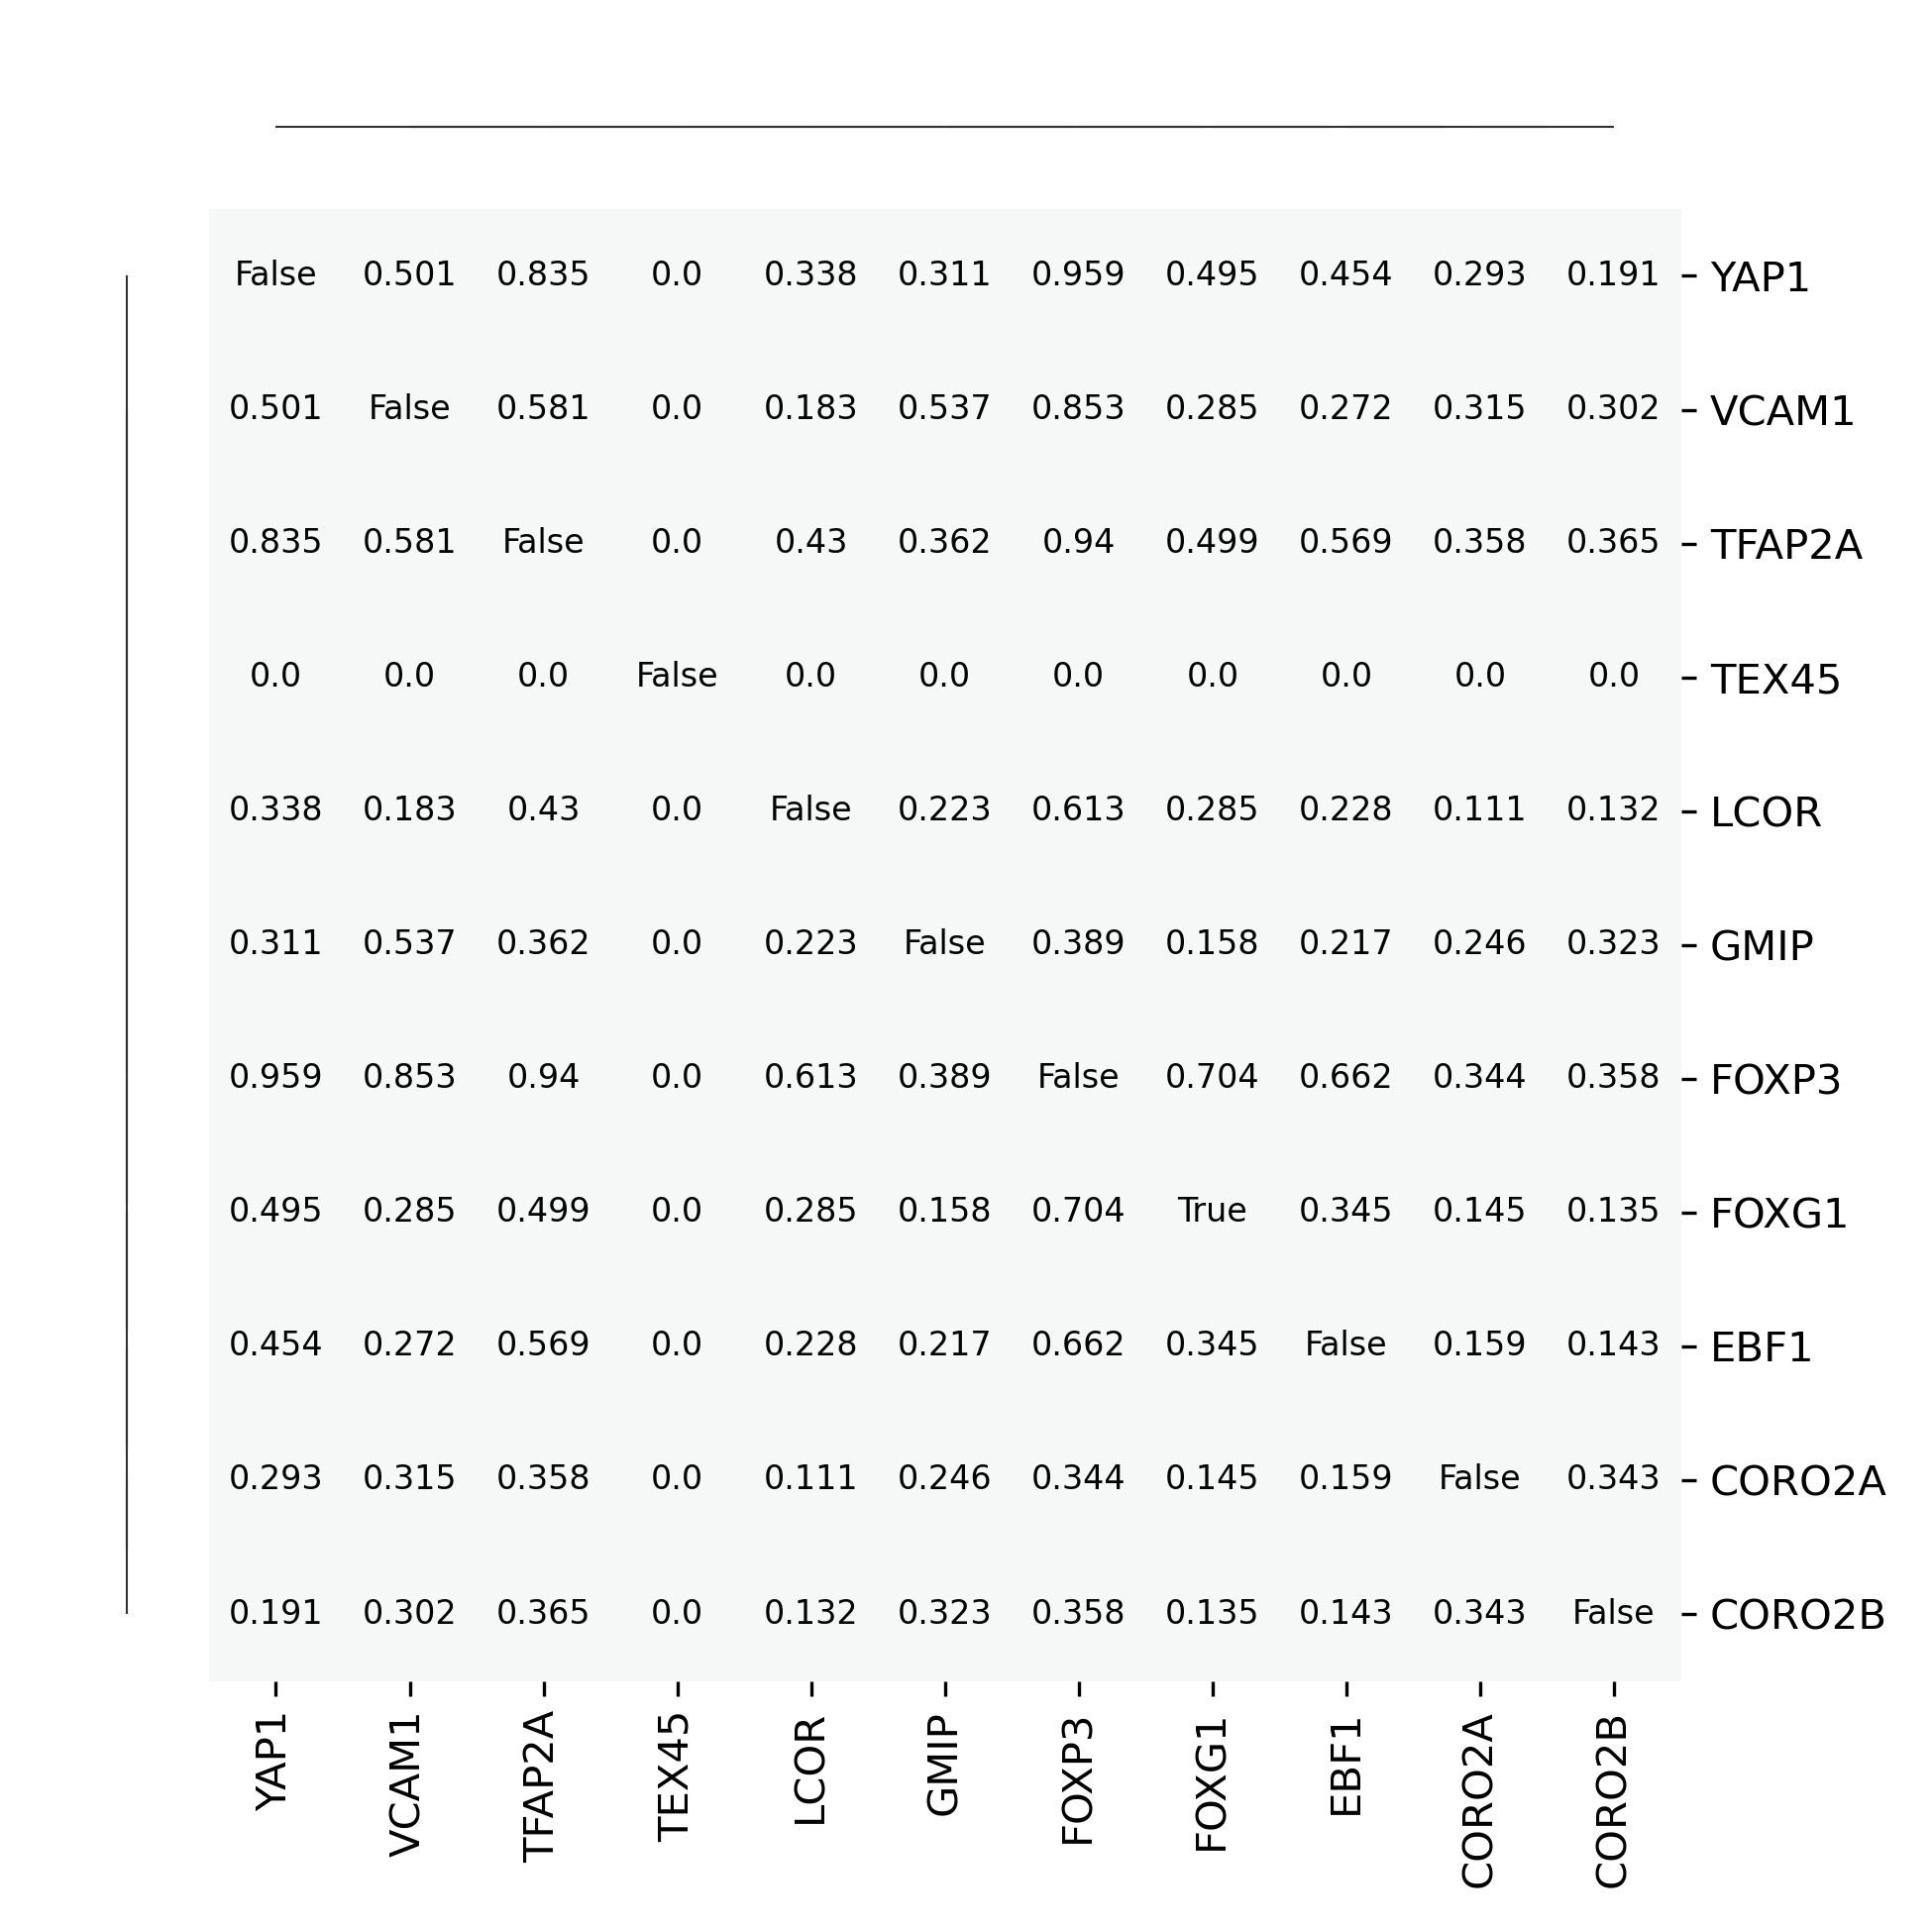 False 0.501 0.835 0.0 0.338 0.311 0.959 0.495 0.454 0.293 0.191 YAP1
0.501 False 0.581 0.0 0.183 0.537 0.853 0.285 0.272 0.315 0.302 VCAM1
0.835 0.581 False 0.0 0.43 0.362 0.94 0.499 0.569 0.358 0.365 TFAP2A
0.0 0.0 0.0 False 0.0 0.0 0.0 0.0 0.0 0.0 0.0 TEX45
0.338 0.183 0.43 0.0 False 0.223 0.613 0.285 0.228 0.111 0.132 LCOR
0.311 0.537 0.362 0.0 0.223 False 0.389 0.158 0.217 0.246 0.323 GMIP
0.959 0.853 0.94 0.0 0.613 0.389 False 0.704 0.662 0.344 0.358 FOXP3
0.495 0.285 0.499 0.0 0.285 0.158 0.704 True 0.345 0.145 0.135 FOXG1
0.454 0.272 0.569 0.0 0.228 0.217 0.662 0.345 False 0.159 0.143 EBF1
0.293 0.315 0.358 0.0 0.111 0.246 0.344 0.145 0.159 False 0.343 CORO2A
0.191 0.302 0.365 0.0 0.132 0.323 0.358 0.135 0.143 0.343 False CORO2B
YAP1 VCAM1 TFAP2A TEX45 LCOR GMIP FOXP3 FOXG1 EBF1 CORO2A CORO2B